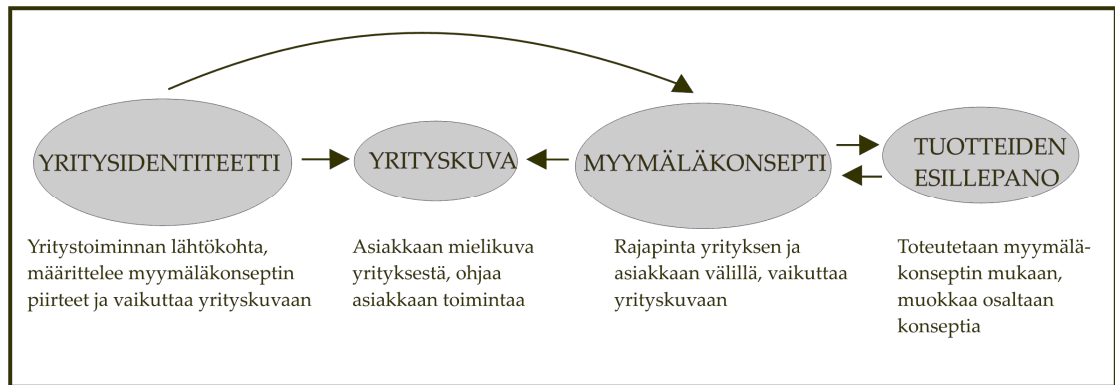 YRITYSIDENTITEETTI
YRITYSKUVA
MYYMÄLÄKONSEPTI
TUOTTEIDEN
ESILLEPANO
Yritystoiminnan lähtökohta,
määrittelee myymäläkonseptin
piirteet ja vaikuttaa yrityskuvaan
Asiakkaan mielikuva
yrityksestä, ohjaa
asiakkaan toimintaa
Rajapinta yrityksen ja
asiakkaan välillä, vaikuttaa
yrityskuvaan
Toteutetaan myymälä-
konseptin mukaan,
muokkaa osaltaan
konseptia